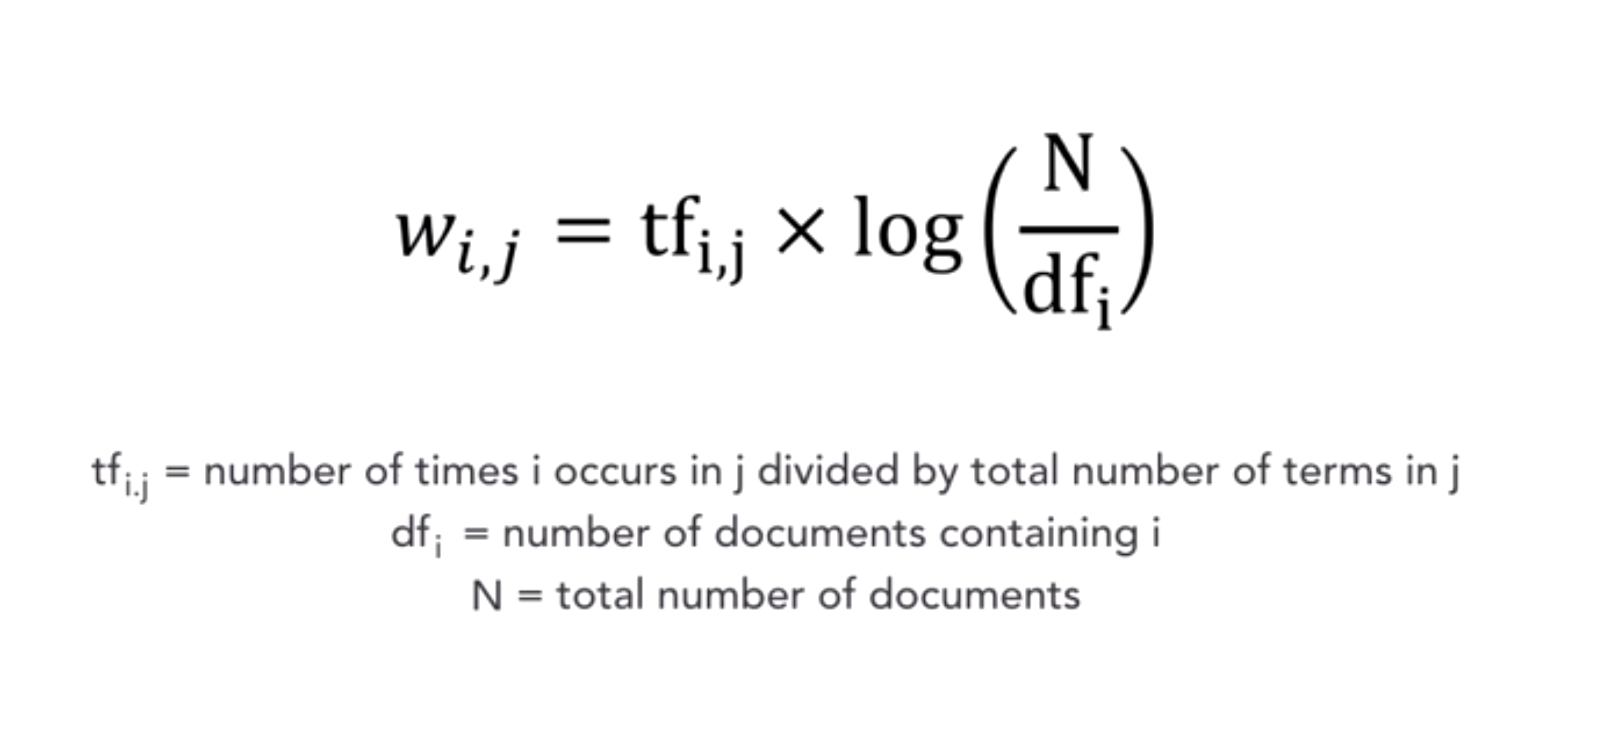 w_{i,j} = tf_{i,j} × log(N/df_i)
tf_{i.j} = number of times i occurs in j divided by total number of terms in j
df_i = number of documents containing i
N = total number of documents